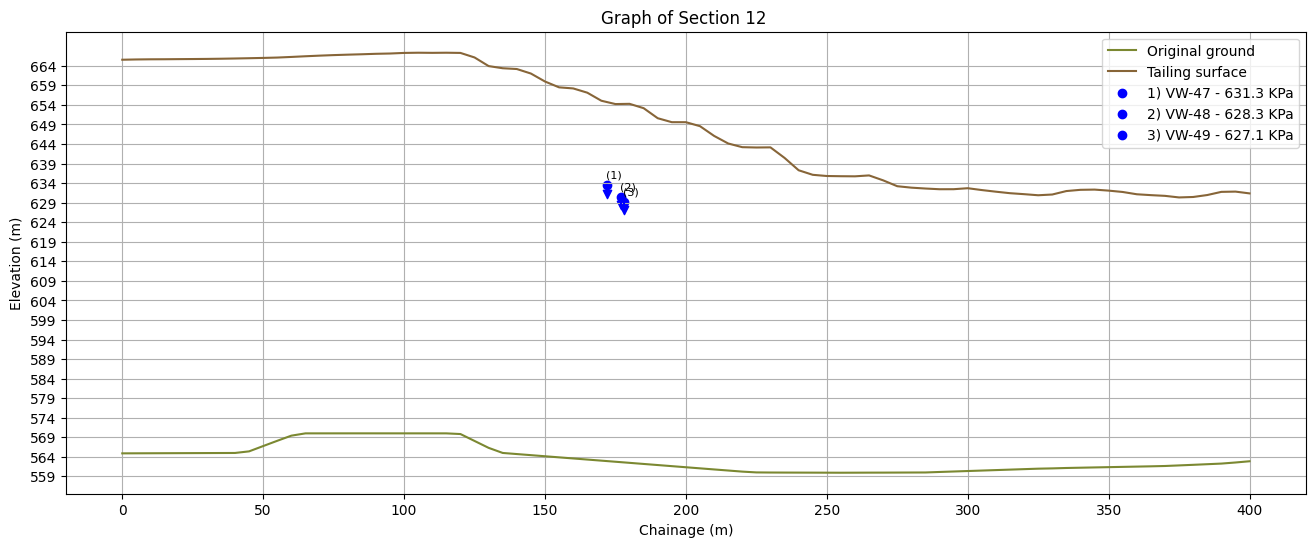 Graph of Section 12
Elevation (m)
664
659
654
649
644
639
634
629
624
619
614
609
604
599
594
589
584
579
574
569
564
559
Original ground
Tailing surface
1) VW-47 - 631.3 KPa
2) VW-48 - 628.3 KPa
3) VW-49 - 627.1 KPa
(1)
(2)
(3)
0 50 100 150 200 250 300 350 400
Chainage (m)